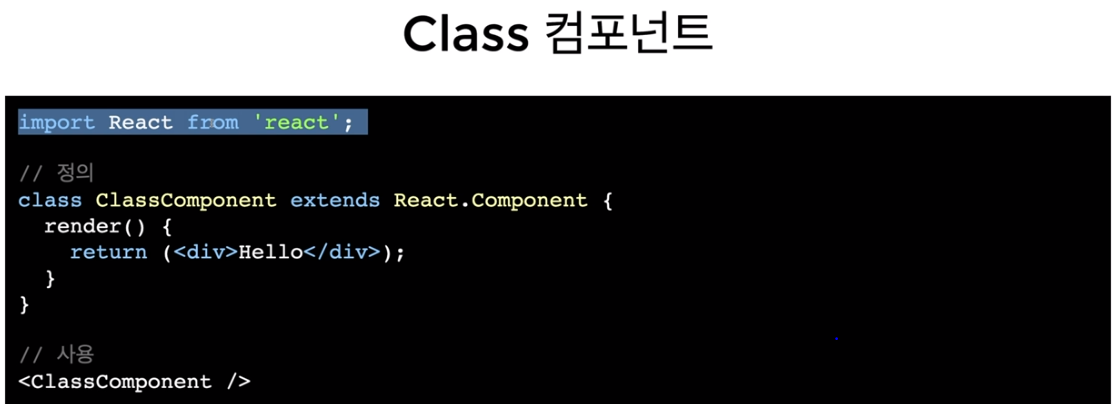 Class 컴포넌트
import React from 'react';
// 정의
class ClassComponent extends React.Component {
render() {
return (<div>Hello</div>);
}
}
// 사용
<ClassComponent />